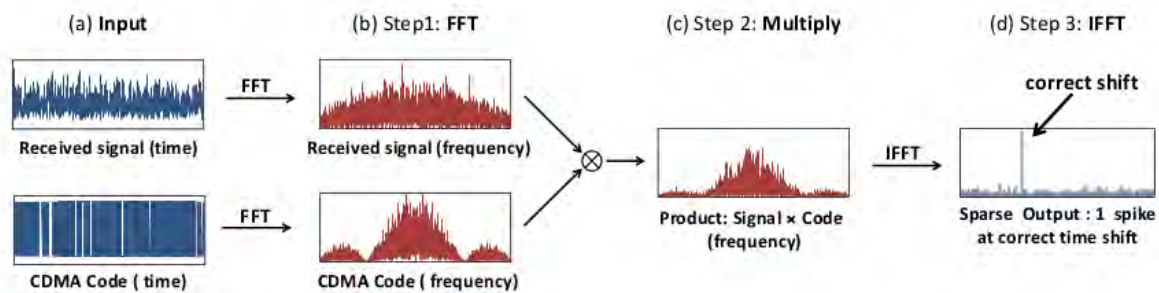 (a) Input
(b) Step1: FFT
(c) Step 2: Multiply
(d) Step 3: IFFT
FFT
Received signal (time)
Received signal (frequency)
FFT
CDMA Code ( time)
CDMA Code ( frequency)
Product: Signal × Code
(frequency)
IFFT
correct shift
Sparse Output : 1 spike
at correct time shift